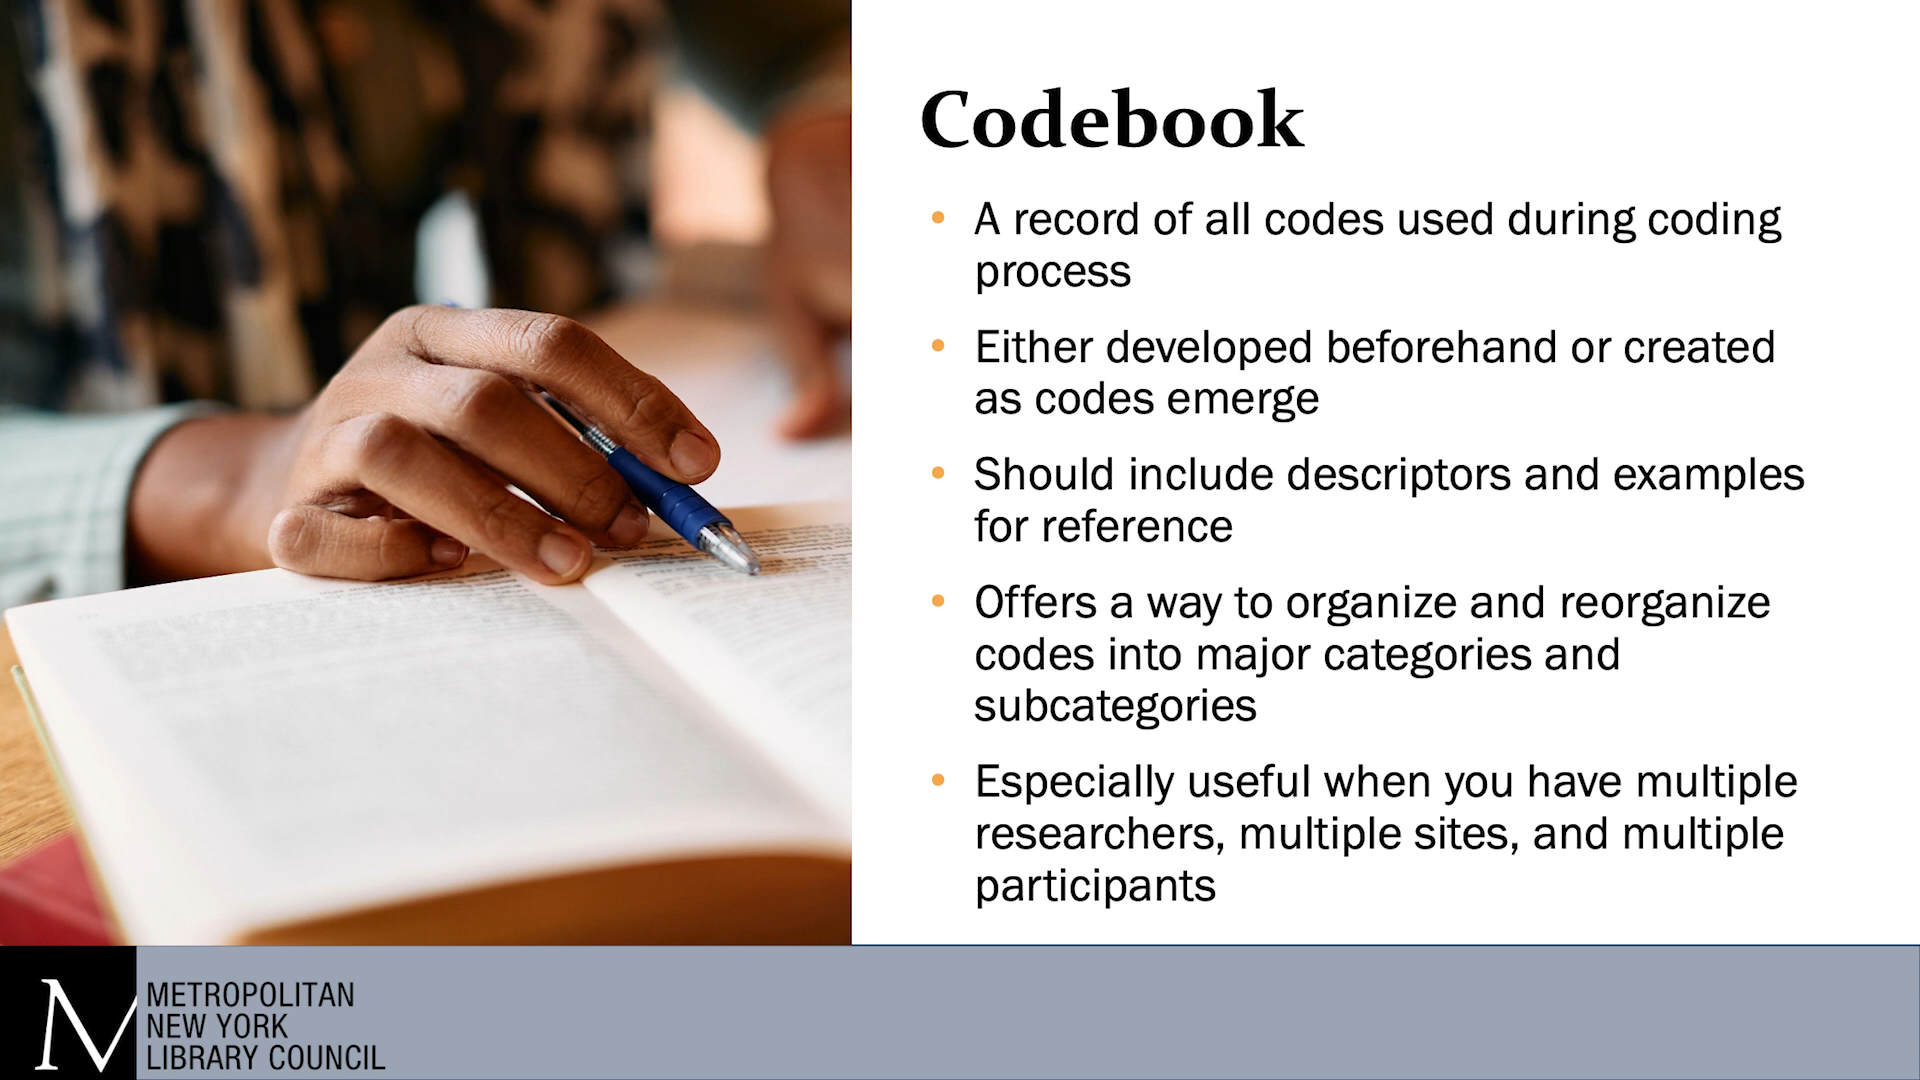 Codebook
• A record of all codes used during coding
process
• Either developed beforehand or created
as codes emerge
• Should include descriptors and examples
for reference
• Offers a way to organize and reorganize
codes into major categories and
subcategories
• Especially useful when you have multiple
researchers, multiple sites, and multiple
participants
M
METROPOLITAN
NEW YORK
LIBRARY COUNCIL